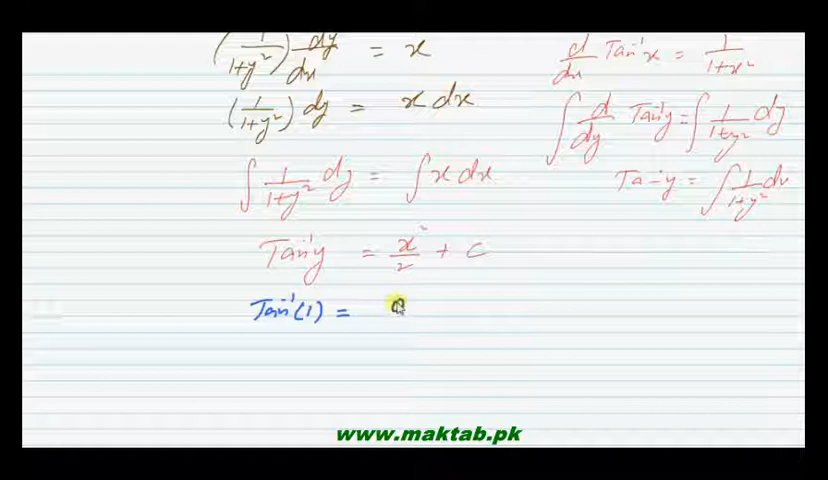 (1/1+y²) dy/dx = x
(1/1+y²) dy = x dx
∫ 1/1+y² dy = ∫ x dx
Tan⁻¹y = x²/2 + c
Tan⁻¹(1) = 0
d/dx Tan⁻¹x = 1/1+x²
∫ d/dy Tan⁻¹y = ∫ 1/1+y² dy
Tan⁻y = ∫ 1/1+y² dx
www.maktab.pk